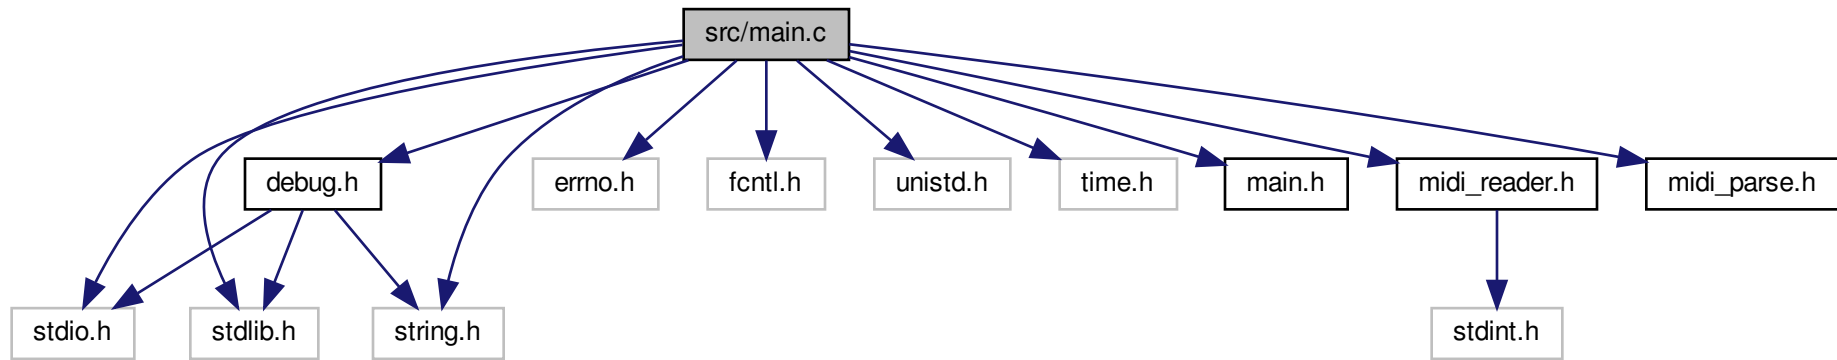 src/main.c
debug.h
errno.h
fcntl.h
unistd.h
time.h
main.h
midi_reader.h
midi_parse.h
stdio.h
stdlib.h
string.h
stdint.h